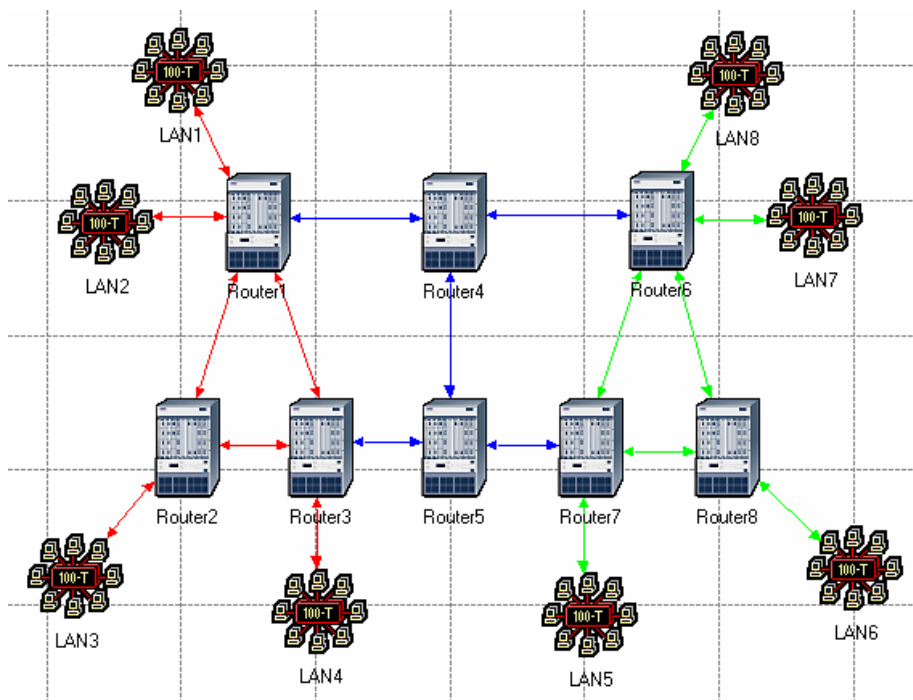 100-T
LAN1
100-T
LAN8
100-T
LAN2
Router1
Router4
Router6
100-T
LAN7
Router2
Router3
Router5
Router7
Router8
100-T
LAN3
100-T
LAN4
100-T
LAN5
100-T
LAN6